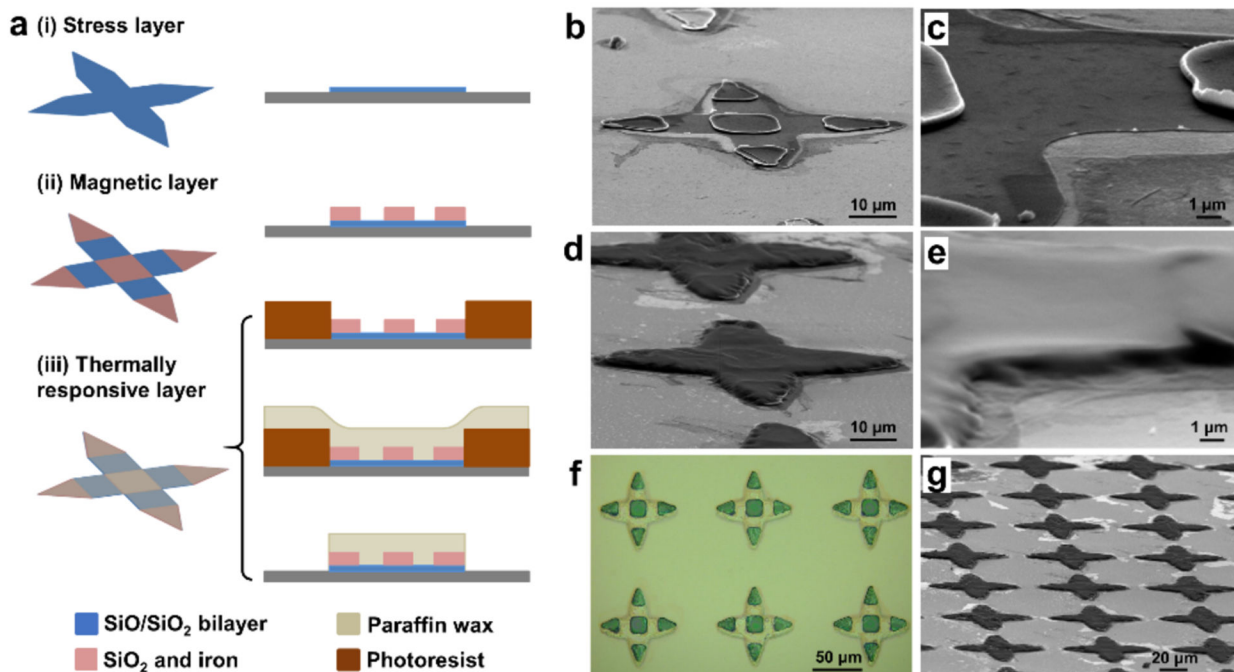 a
(i) Stress layer
(ii) Magnetic layer
(iii) Thermally
responsive layer
SiO/SiO₂ bilayer
SiO₂ and iron
Paraffin wax
Photoresist
b
10 µm
c
1 µm
d
10 µm
e
1 µm
f
50 µm
g
20 µm